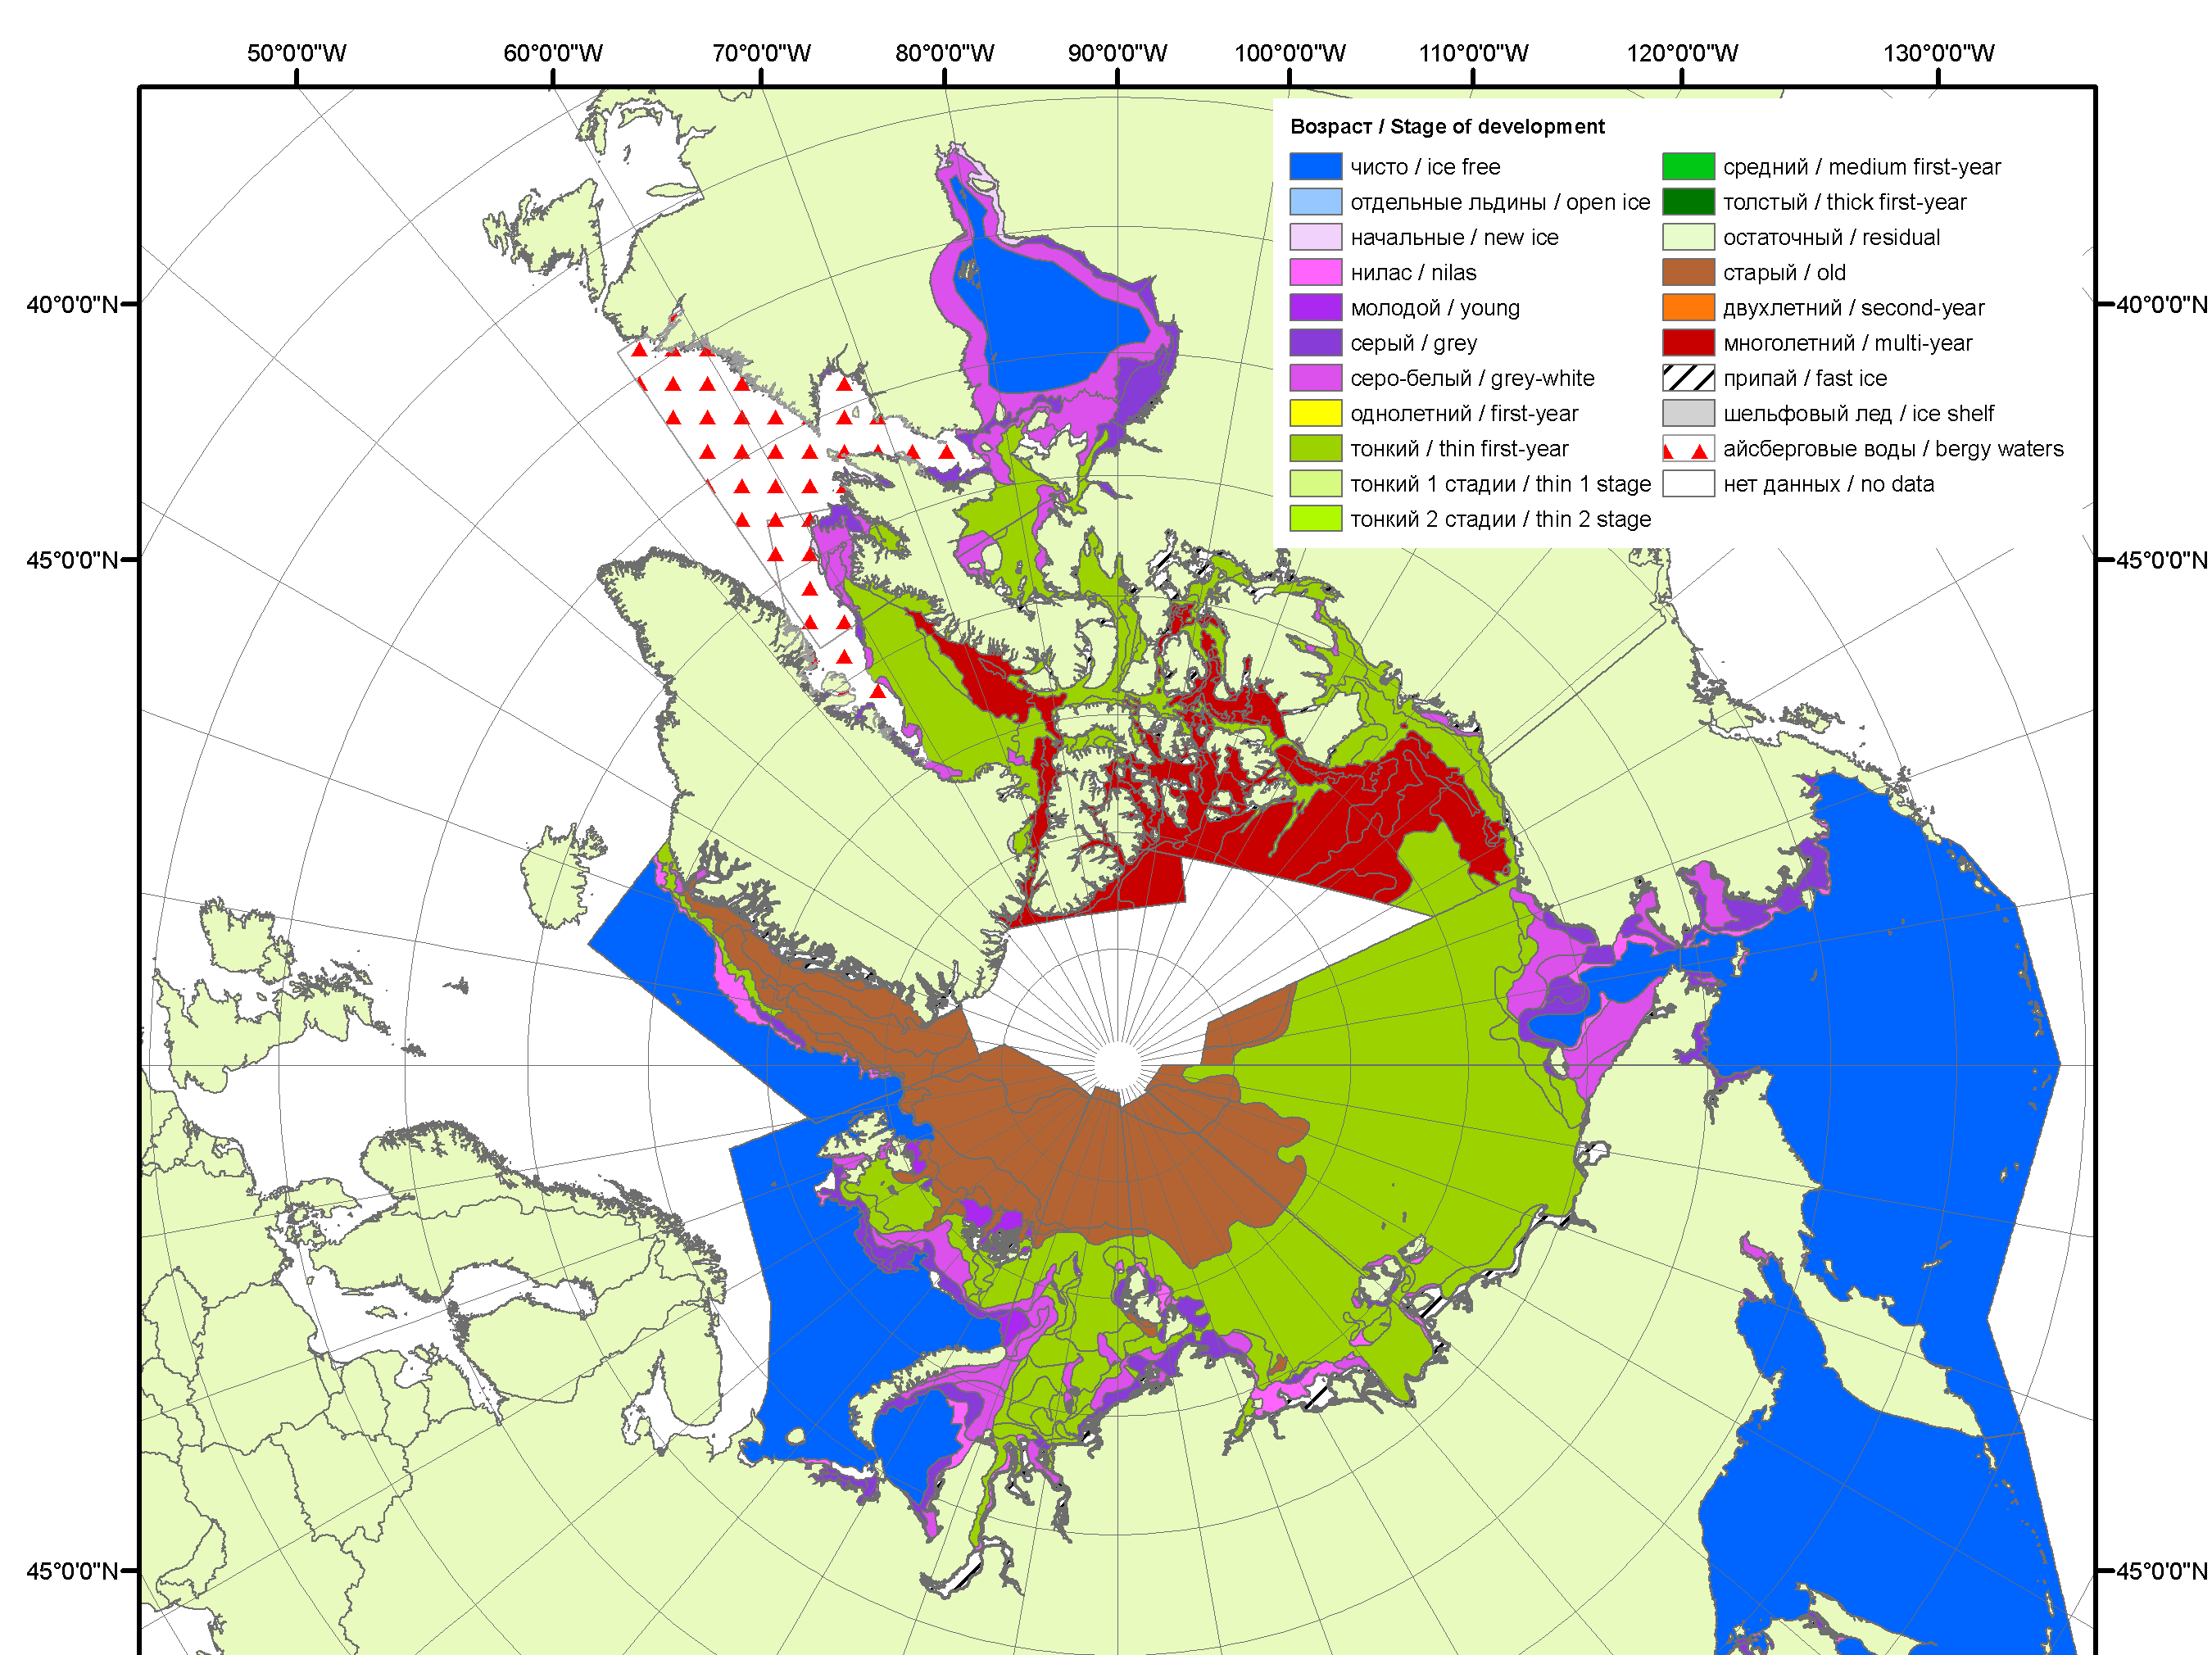 50°0'0"W 60°0'0"W 70°0'0"W 80°0'0"W 90°0'0"W 100°0'0"W 110°0'0"W 120°0'0"W 130°0'0"W
Возраст / Stage of development
чисто / ice free
отдельные льдины / open ice
начальные / new ice
нилас / nilas
молодой / young
серый / grey
серо-белый / grey-white
однолетний / first-year
тонкий / thin first-year
тонкий 1 стадии / thin 1 stage
тонкий 2 стадии / thin 2 stage
средний / medium first-year
толстый / thick first-year
остаточный / residual
старый / old
двухлетний / second-year
многолетний / multi-year
припай / fast ice
шельфовый лед / ice shelf
айсберговые воды / bergy waters
нет данных / no data
40°0'0"N 40°0'0"N
45°0'0"N 45°0'0"N
45°0'0"N 45°0'0"N